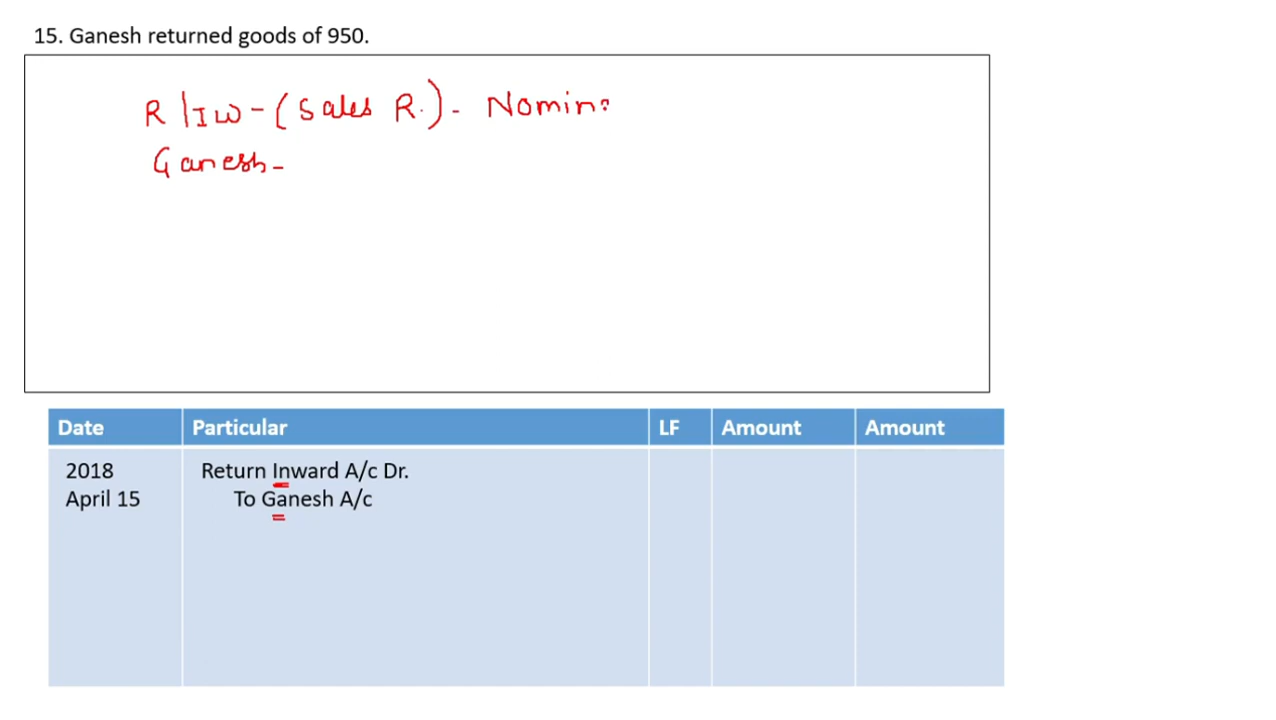 15. Ganesh returned goods of 950.
R/Iw-(Sales R.)- Nomin
Ganesh-
Date Particular LF Amount Amount
2018 Return Inward A/c Dr.
April 15 To Ganesh A/c